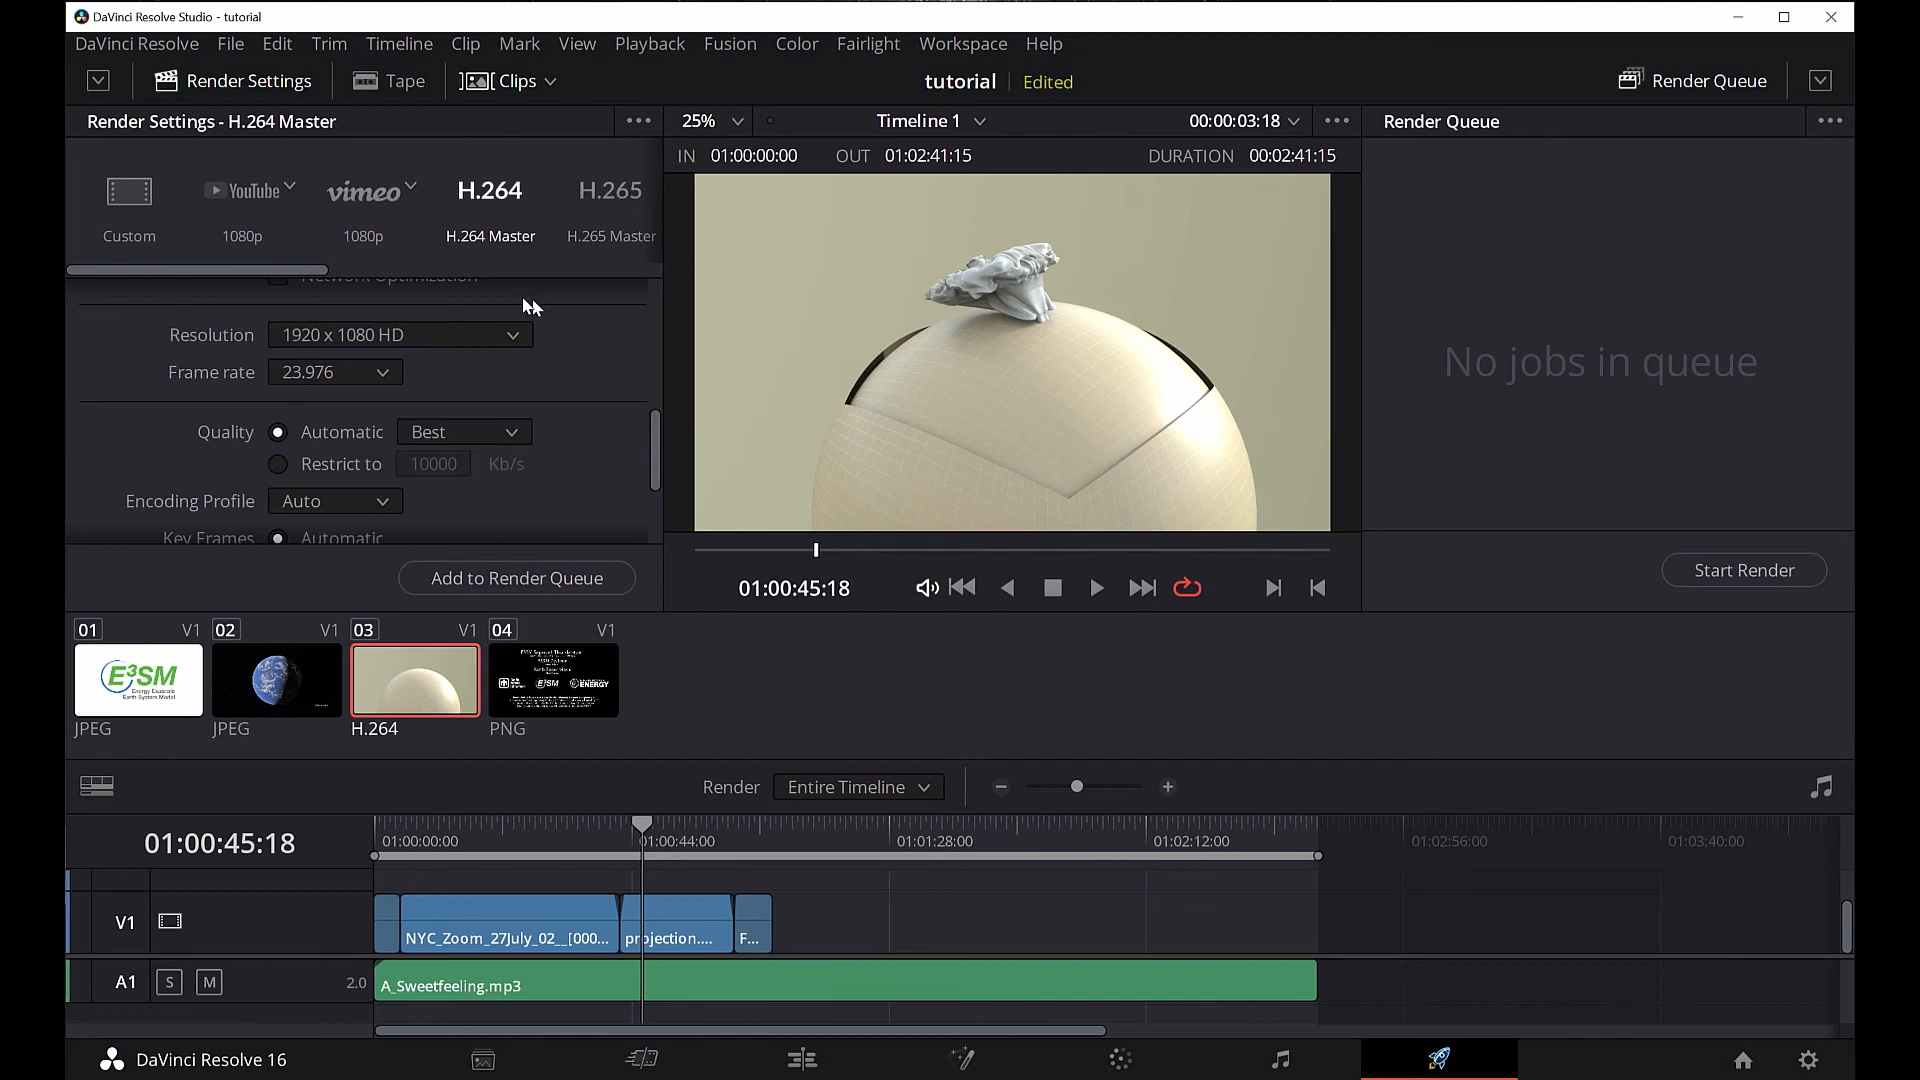 DaVinci Resolve Studio - tutorial
DaVinci Resolve File Edit Trim Timeline Clip Mark View Playback Fusion Color Fairlight Workspace Help
Render Settings Tape Clips tutorial Edited Render Queue
Render Settings - H.264 Master 25% Timeline 1 00:00:03:18 Render Queue
IN 01:00:00:00 OUT 01:02:41:15 DURATION 00:02:41:15
YouTube vimeo H.264 H.265
Custom 1080p 1080p H.264 Master H.265 Master
Network Optimization
Resolution 1920 x 1080 HD
Frame rate 23.976
No jobs in queue
Quality Automatic Best
Restrict to 10000 Kb/s
Encoding Profile Auto
Key Frames Automatic
Add to Render Queue
01:00:45:18
Start Render
01 V1 02 V1 03 V1 04 V1
E3SM
Energy Exascale
Earth System Model
E3SM
ENERGY
JPEG JPEG H.264 PNG
Render Entire Timeline
01:00:45:18 01:00:00:00 01:00:44:00 01:01:28:00 01:02:12:00 01:02:56:00 01:03:40:00
V1 NYC_Zoom_27July_02__[000... projection.... F...
A1 S M 2.0 A_Sweetfeeling.mp3
DaVinci Resolve 16